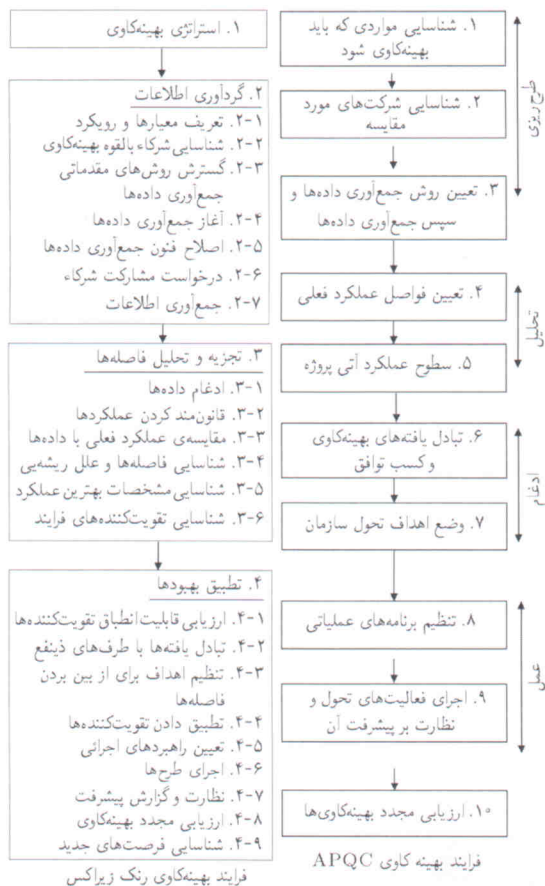 ۱. شناسایی مواردی که باید
بهینه‌کاوی شود
۲. شناسایی شرکت‌های مورد
مقایسه
۳. تعیین روش جمع‌آوری داده‌ها و
سپس جمع‌آوری داده‌ها
طرح‌ریزی
۴. تعیین فواصل عملکرد فعلی
۵. سطوح عملکرد آتی پروژه
تحلیل
۶. تبادل یافته‌های بهینه‌کاوی
و کسب توافق
۷. وضع اهداف تحول سازمان
ادغام
۸. تنظیم برنامه‌های عملیاتی
۹. اجرای فعالیت‌های تحول و
نظارت بر پیشرفت آن
عمل
۱۰. ارزیابی مجدد بهینه‌کاوی‌ها
فرایند بهینه کاوی APQC
۱. استراتژی بهینه‌کاوی
۲. گردآوری اطلاعات
۲-۱- تعریف معیارها و رویکرد
۲-۲- شناسایی شرکاء بالقوه بهینه‌کاوی
۲-۳- گسترش روش‌های مقدماتی
جمع‌آوری داده‌ها
۲-۴- آغاز جمع‌آوری داده‌ها
۲-۵- اصلاح فنون جمع‌آوری داده‌ها
۲-۶- درخواست مشارکت شرکاء
۲-۷- جمع‌آوری اطلاعات
۳. تجزیه و تحلیل فاصله‌ها
۳-۱- ادغام داده‌ها
۳-۲- قانون‌مند کردن عملکردها
۳-۳- مقایسه‌ی عملکرد فعلی با داده‌ها
۳-۴- شناسایی فاصله‌ها و علل ریشه‌یی
۳-۵- شناسایی مشخصات بهترین عملکرد
۳-۶- شناسایی تقویت‌کننده‌های فرایند
۴. تطبیق بهبودها
۴-۱- ارزیابی قابلیت انطباق تقویت‌کننده‌ها
۴-۲- تبادل یافته‌ها با طرف‌های ذینفع
۴-۳- تنظیم اهداف برای از بین بردن
فاصله‌ها
۴-۴- تطبیق دادن تقویت‌کننده‌ها
۴-۵- تعیین راهبردهای اجرائی
۴-۶- اجرای طرح‌ها
۴-۷- نظارت و گزارش پیشرفت
۴-۸- ارزیابی مجدد بهینه‌کاوی
۴-۹- شناسایی فرصت‌های جدید
فرایند بهینه‌کاوی رنک زیراکس